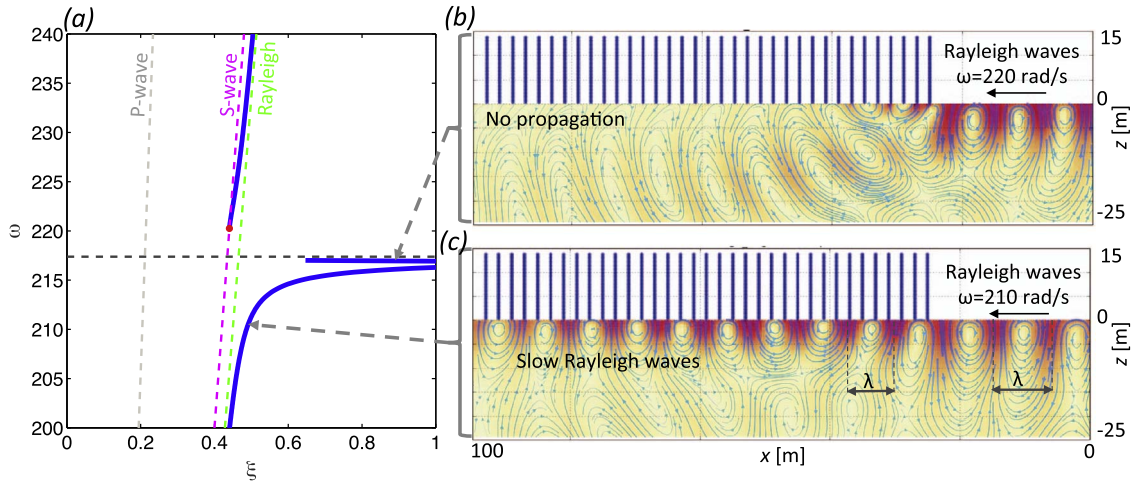 (a)
240
235
230
225
220
215
210
205
200
ω
0
0.2
0.4
0.6
0.8
1
ξ
P-wave
S-wave
Rayleigh
(b)
Rayleigh waves
ω=220 rad/s
No propagation
15
0
-25
z [m]
(c)
Rayleigh waves
ω=210 rad/s
Slow Rayleigh waves
λ
λ
15
0
-25
z [m]
100
x [m]
0